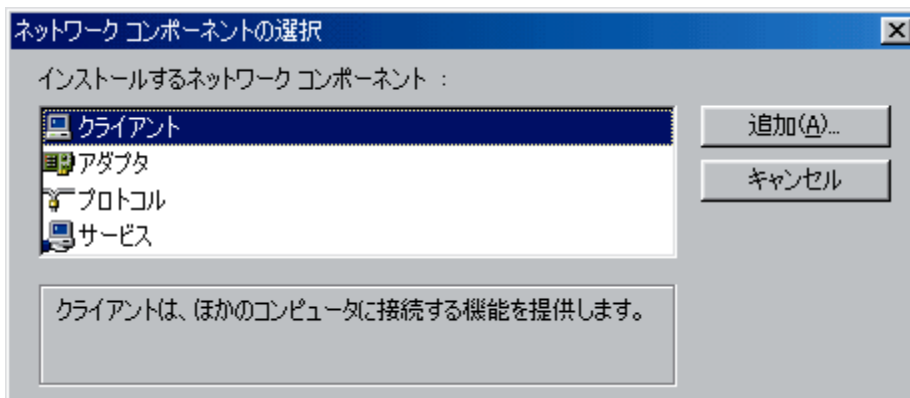 ネットワーク コンポーネントの選択
インストールするネットワーク コンポーネント :
クライアント
アダプタ
プロトコル
サービス
追加(A)...
キャンセル
クライアントは、ほかのコンピュータに接続する機能を提供します。